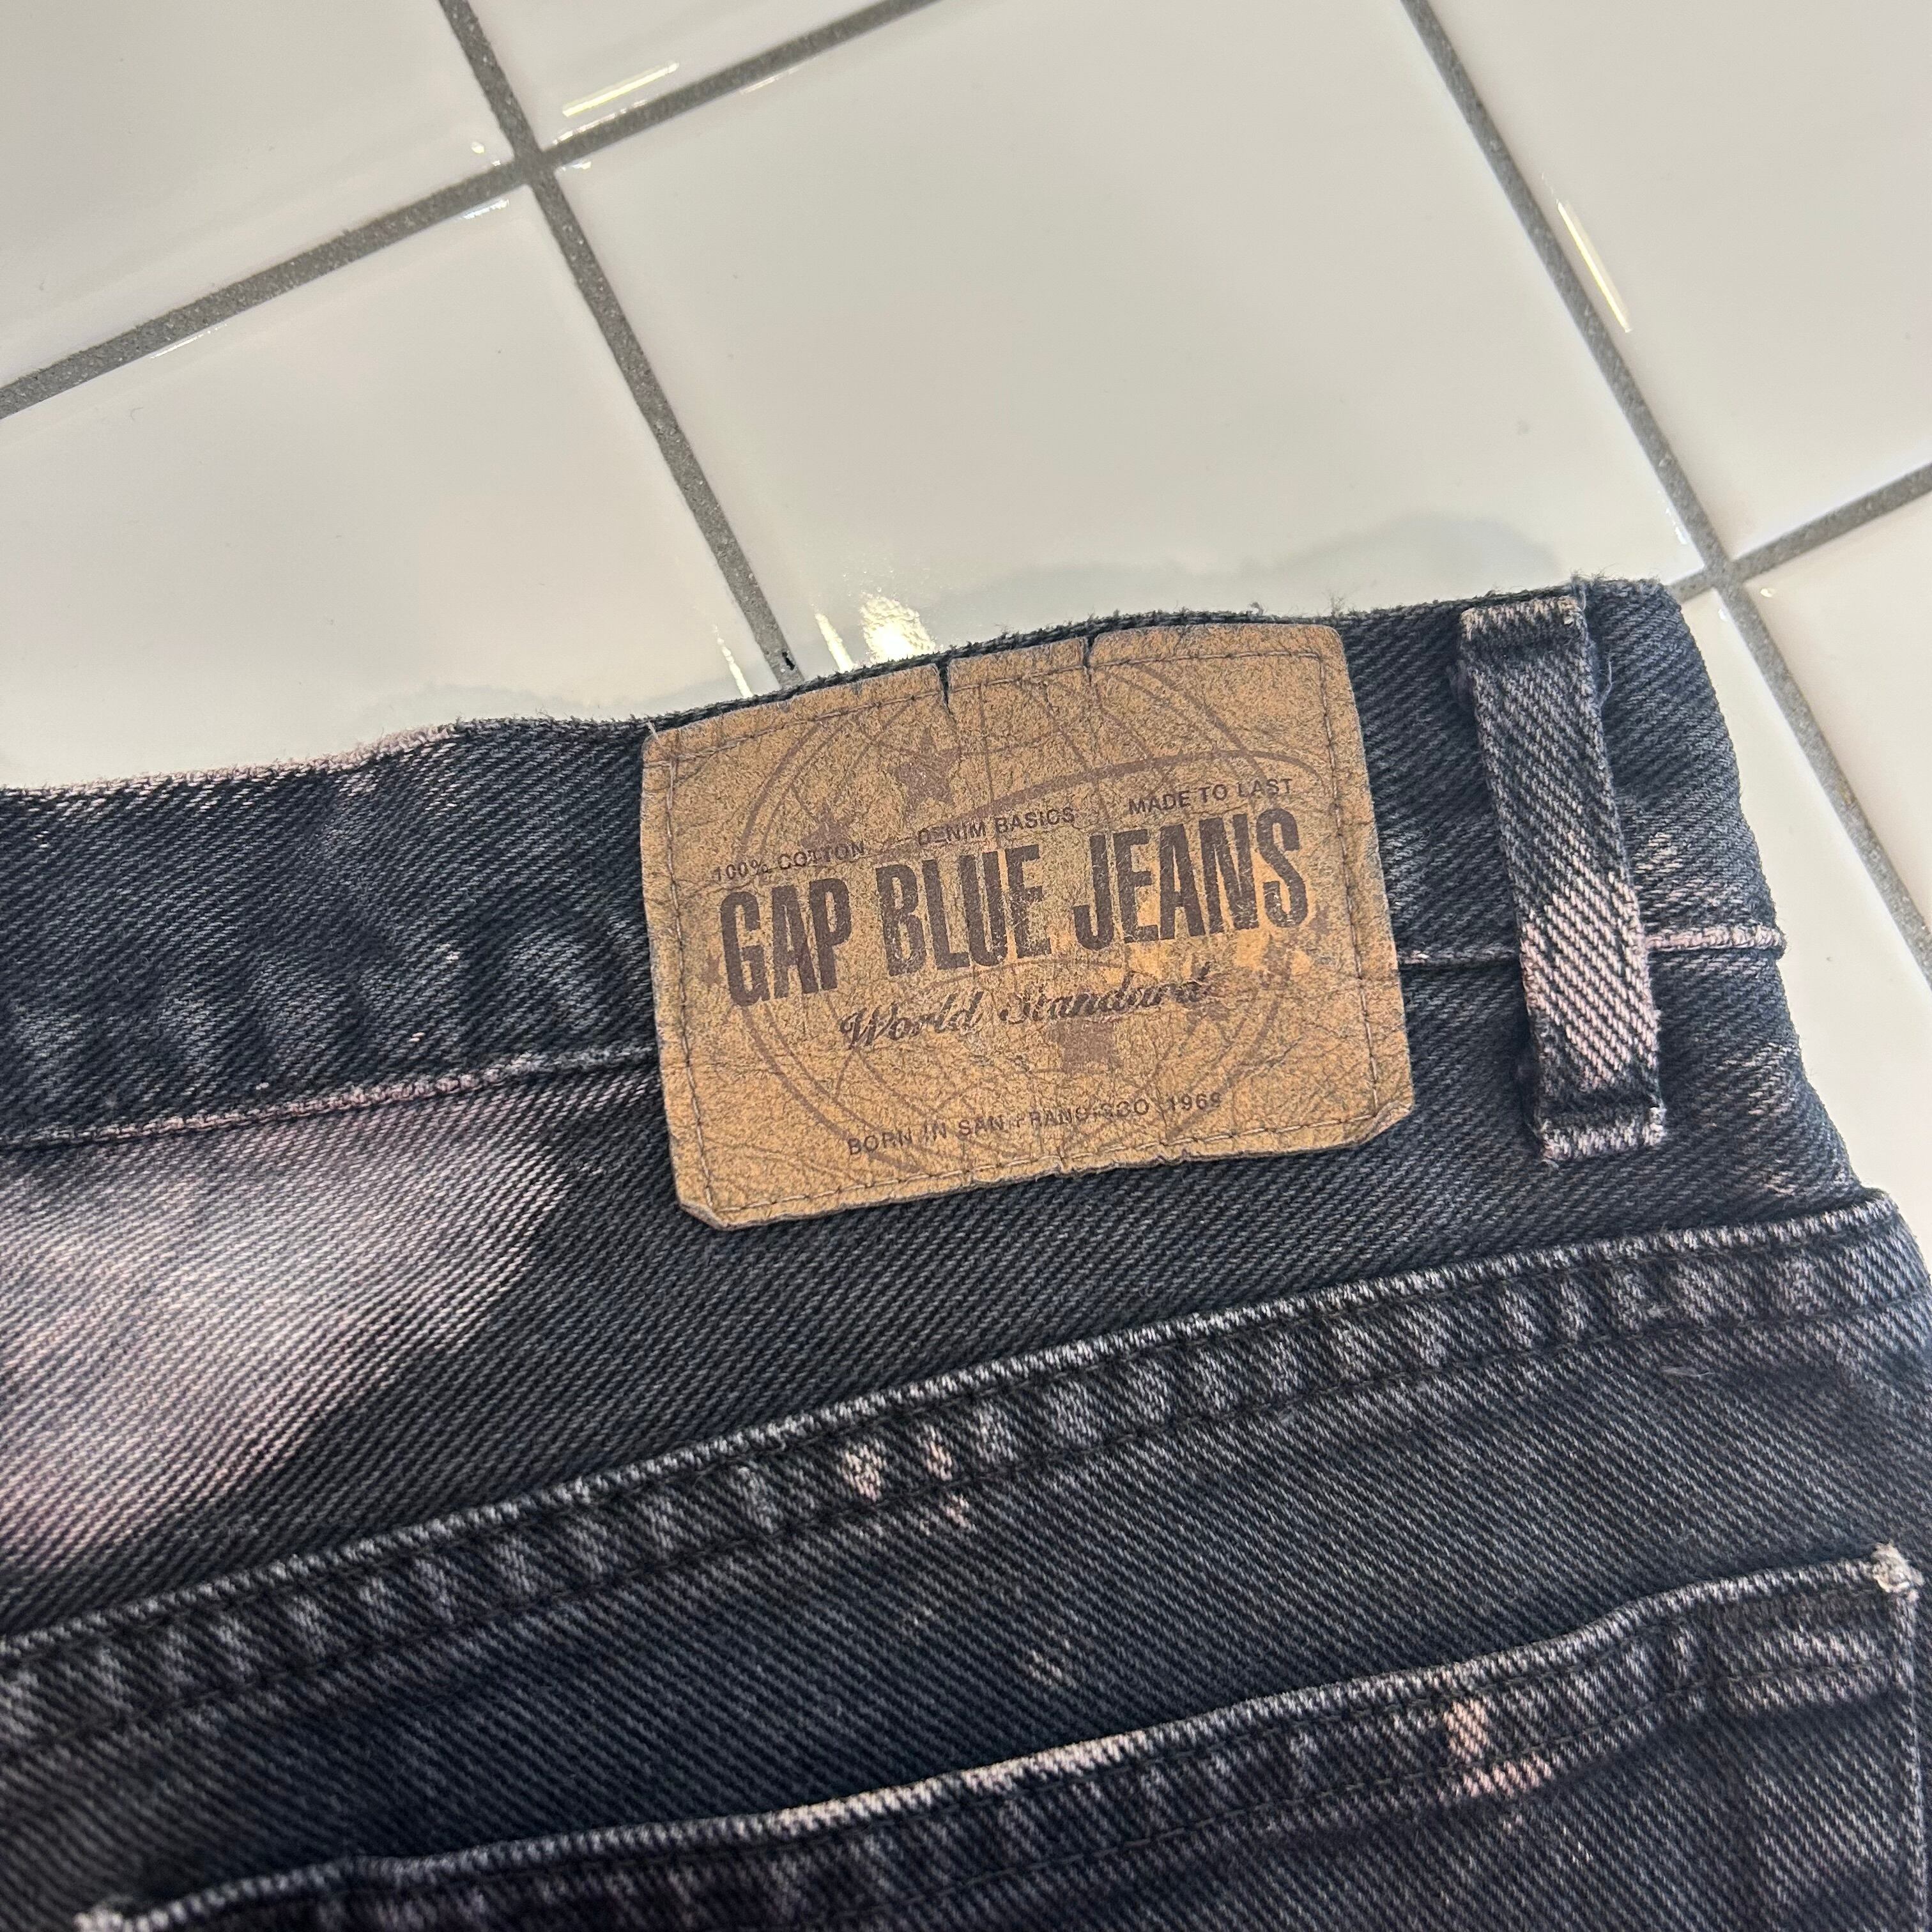 100% COTTON DENIM BASICS MADE TO LAST
GAP BLUE JEANS
World Standard
BORN IN SAN FRANCISCO 1969